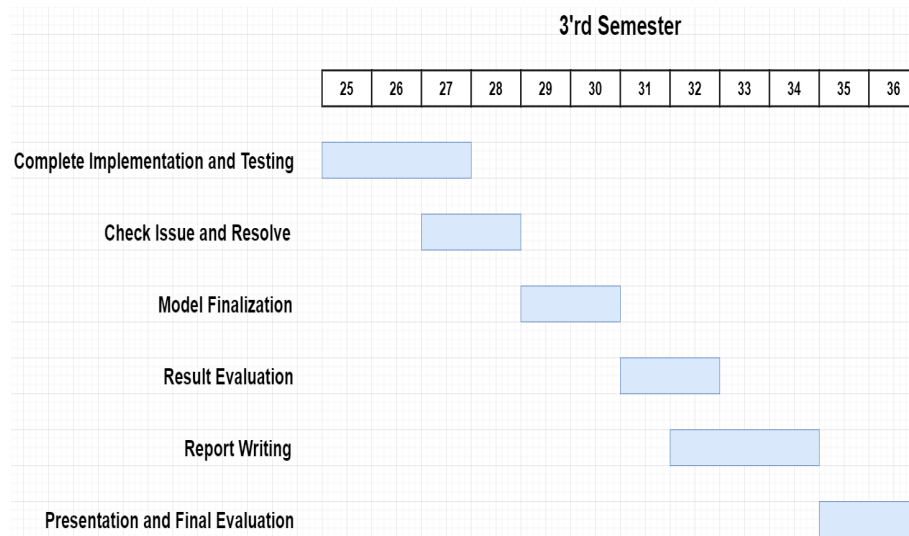 3'rd Semester
25 26 27 28 29 30 31 32 33 34 35 36
Complete Implementation and Testing
Check Issue and Resolve
Model Finalization
Result Evaluation
Report Writing
Presentation and Final Evaluation